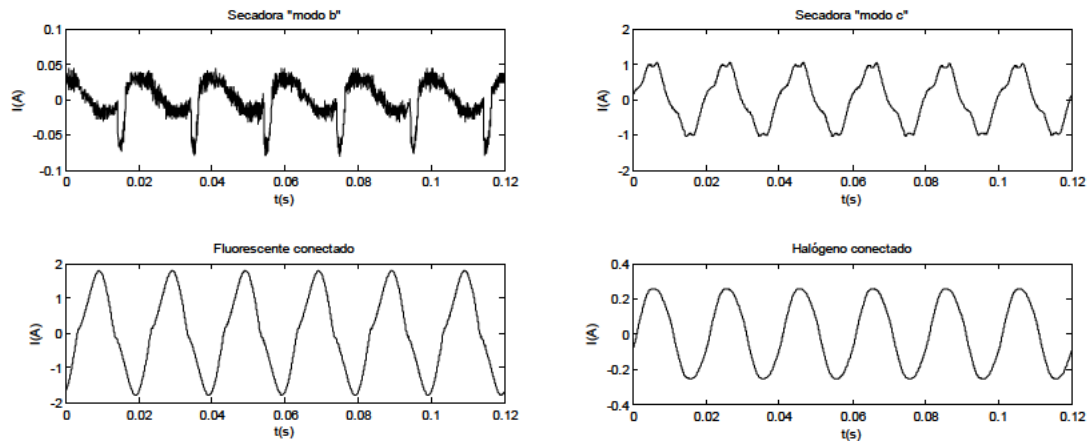 Secadora "modo b"
0.1
0.05
0
-0.05
-0.1
I(A)
0 0.02 0.04 0.06 0.08 0.1 0.12
t(s)
Secadora "modo c"
2
1
0
-1
-2
I(A)
0 0.02 0.04 0.06 0.08 0.1 0.12
t(s)
Fluorescente conectado
2
1
0
-1
-2
I(A)
0 0.02 0.04 0.06 0.08 0.1 0.12
t(s)
Halógeno conectado
0.4
0.2
0
-0.2
-0.4
I(A)
0 0.02 0.04 0.06 0.08 0.1 0.12
t(s)